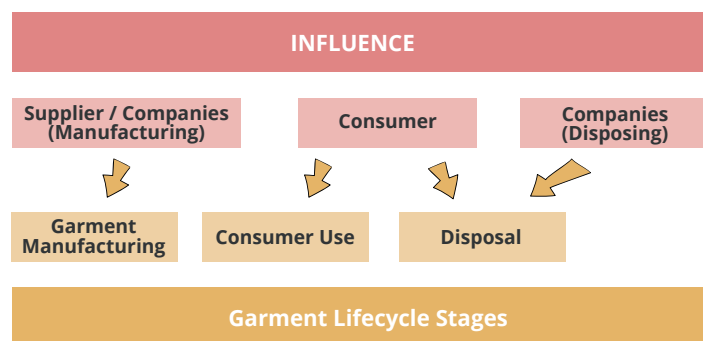 INFLUENCE
Supplier / Companies
(Manufacturing)
Consumer
Companies
(Disposing)
Garment
Manufacturing
Consumer Use
Disposal
Garment Lifecycle Stages